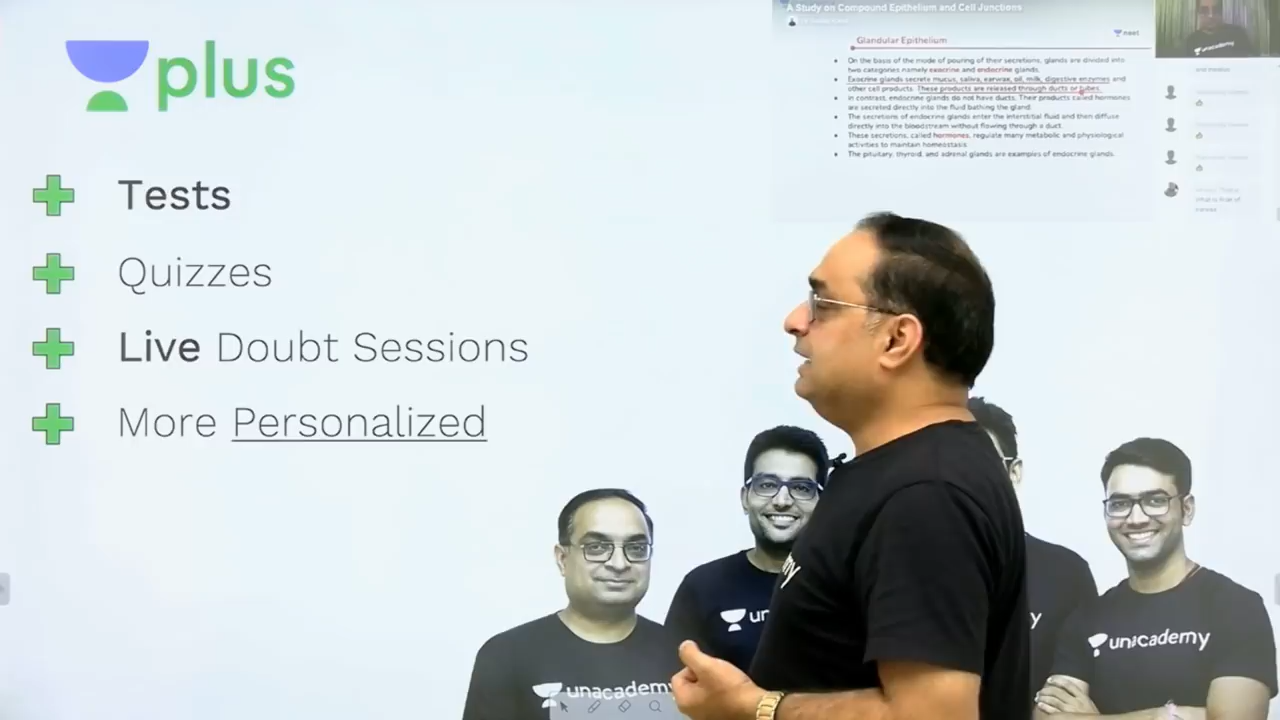 plus
Tests
Quizzes
Live Doubt Sessions
More Personalized
A Study on Compound Epithelium and Cell Junctions
neet
Glandular Epithelium
On the basis of the mode of pouring of their secretions, glands are divided into
two categories namely exocrine and endocrine glands.
Exocrine glands secrete mucus, saliva, earwax, oil, milk, digestive enzymes and
other cell products. These products are released through ducts or tubes.
In contrast, endocrine glands do not have ducts. Their products called hormones
are secreted directly into the fluid bathing the gland.
The secretions of endocrine glands enter the interstitial fluid and then diffuse
directly into the bloodstream without flowing through a duct.
These secretions, called hormones, regulate many metabolic and physiological
activities to maintain homeostasis
The pituitary, thyroid, and adrenal glands are examples of endocrine glands.
unacademy
unacademy
un
my
y
unacademy